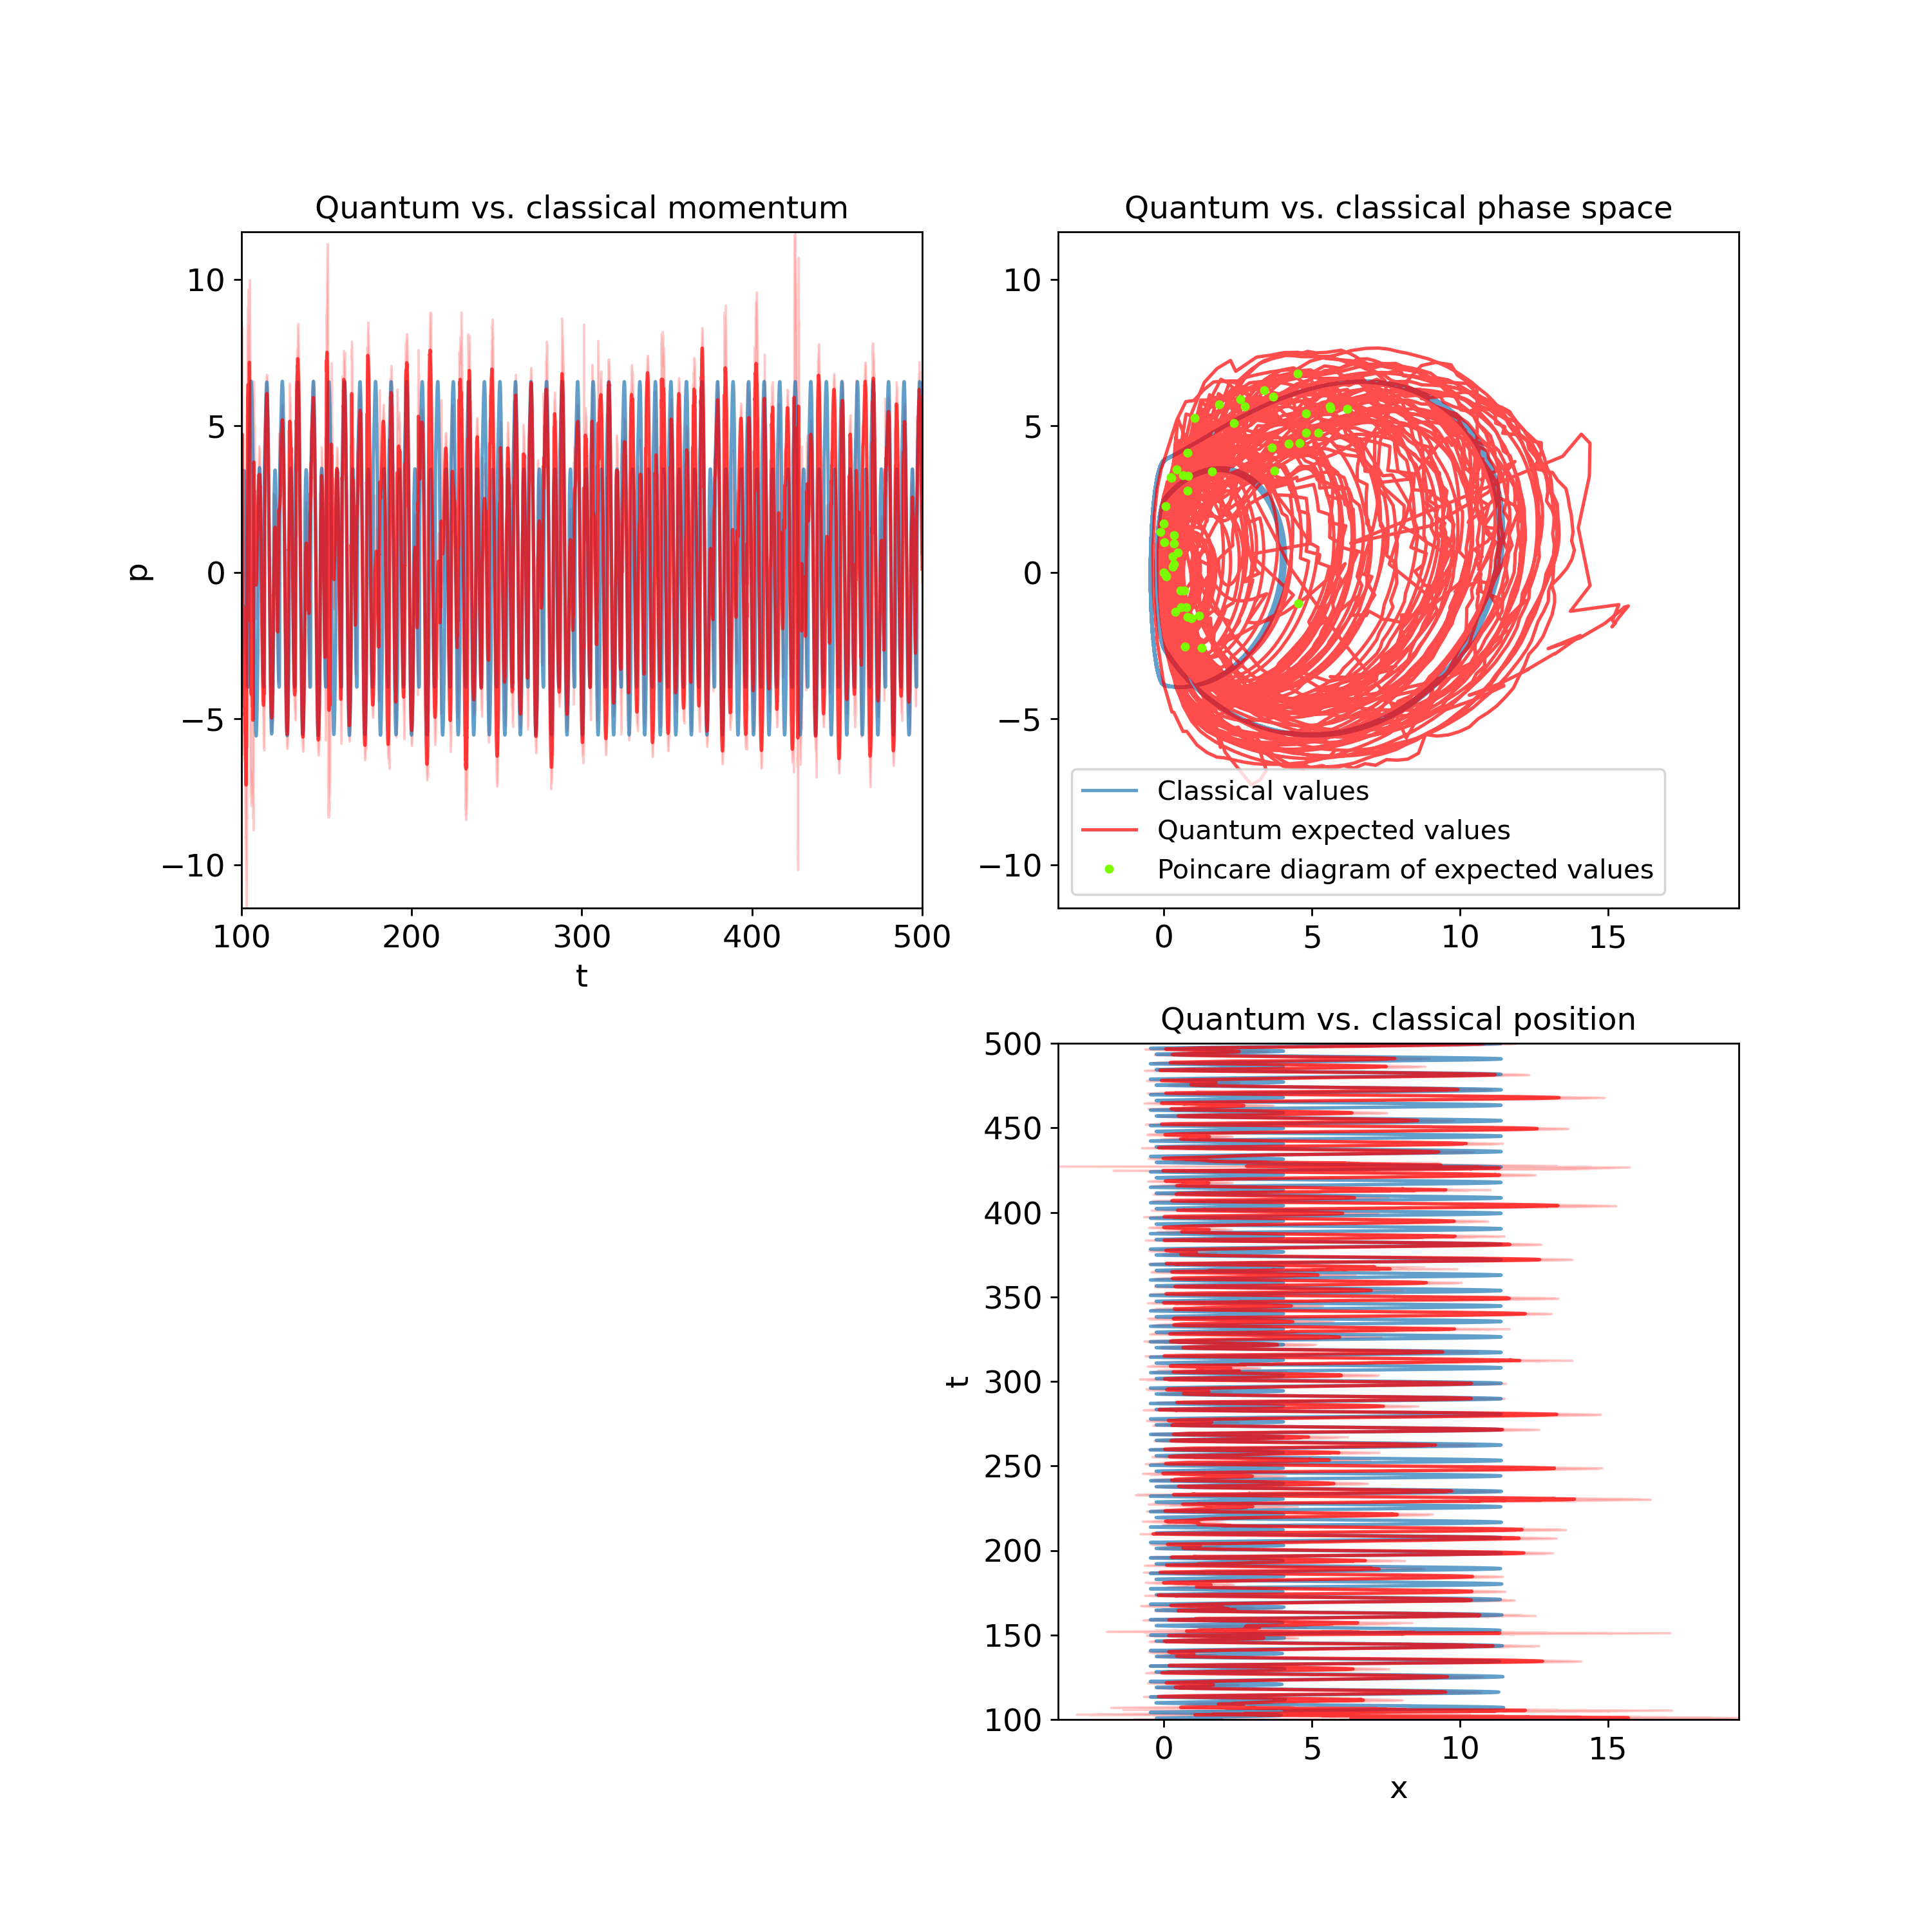 Quantum vs. classical momentum
10
5
0
−5
−10
p
100 200 300 400 500
t
Quantum vs. classical phase space
10
5
0
−5
−10
Classical values
Quantum expected values
Poincare diagram of expected values
0 5 10 15
Quantum vs. classical position
500
450
400
350
300
250
200
150
100
t
0 5 10 15
x